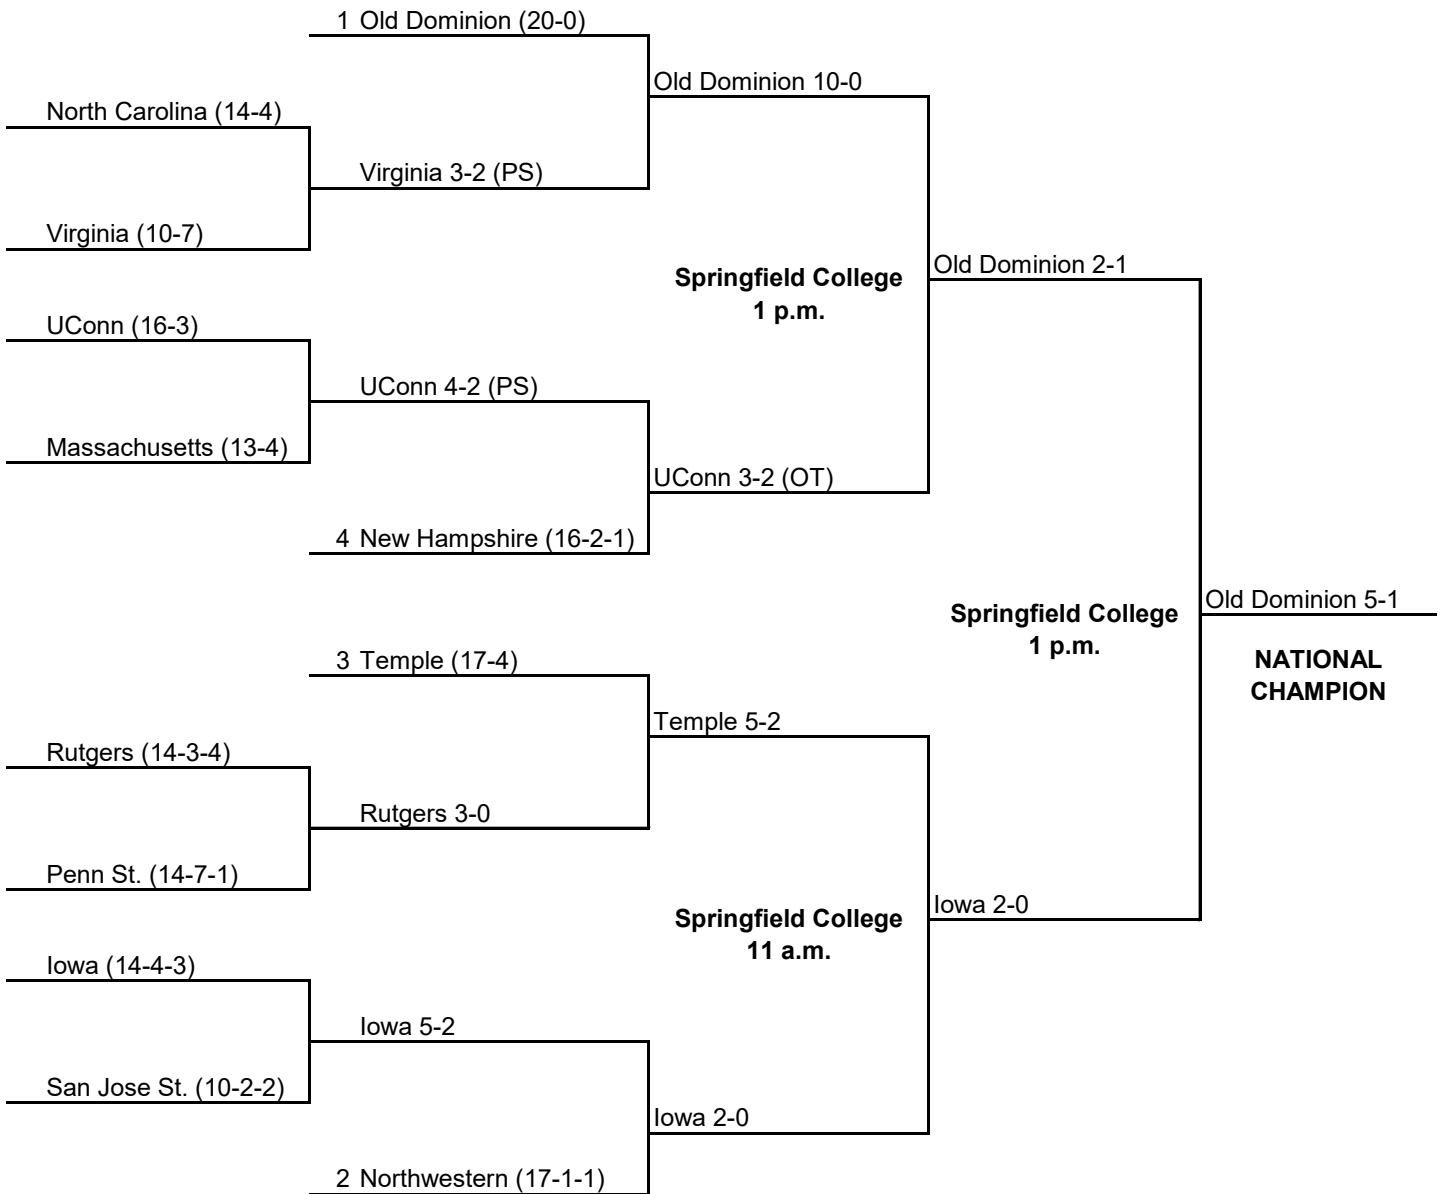 1 Old Dominion (20-0)
Old Dominion 10-0
North Carolina (14-4)
Virginia 3-2 (PS)
Virginia (10-7)
Old Dominion 2-1
Springfield College
1 p.m.
UConn (16-3)
UConn 4-2 (PS)
Massachusetts (13-4)
UConn 3-2 (OT)
4 New Hampshire (16-2-1)
Old Dominion 5-1
Springfield College
1 p.m.
NATIONAL
CHAMPION
3 Temple (17-4)
Temple 5-2
Rutgers (14-3-4)
Rutgers 3-0
Penn St. (14-7-1)
Iowa 2-0
Springfield College
11 a.m.
Iowa (14-4-3)
Iowa 5-2
San Jose St. (10-2-2)
Iowa 2-0
2 Northwestern (17-1-1)